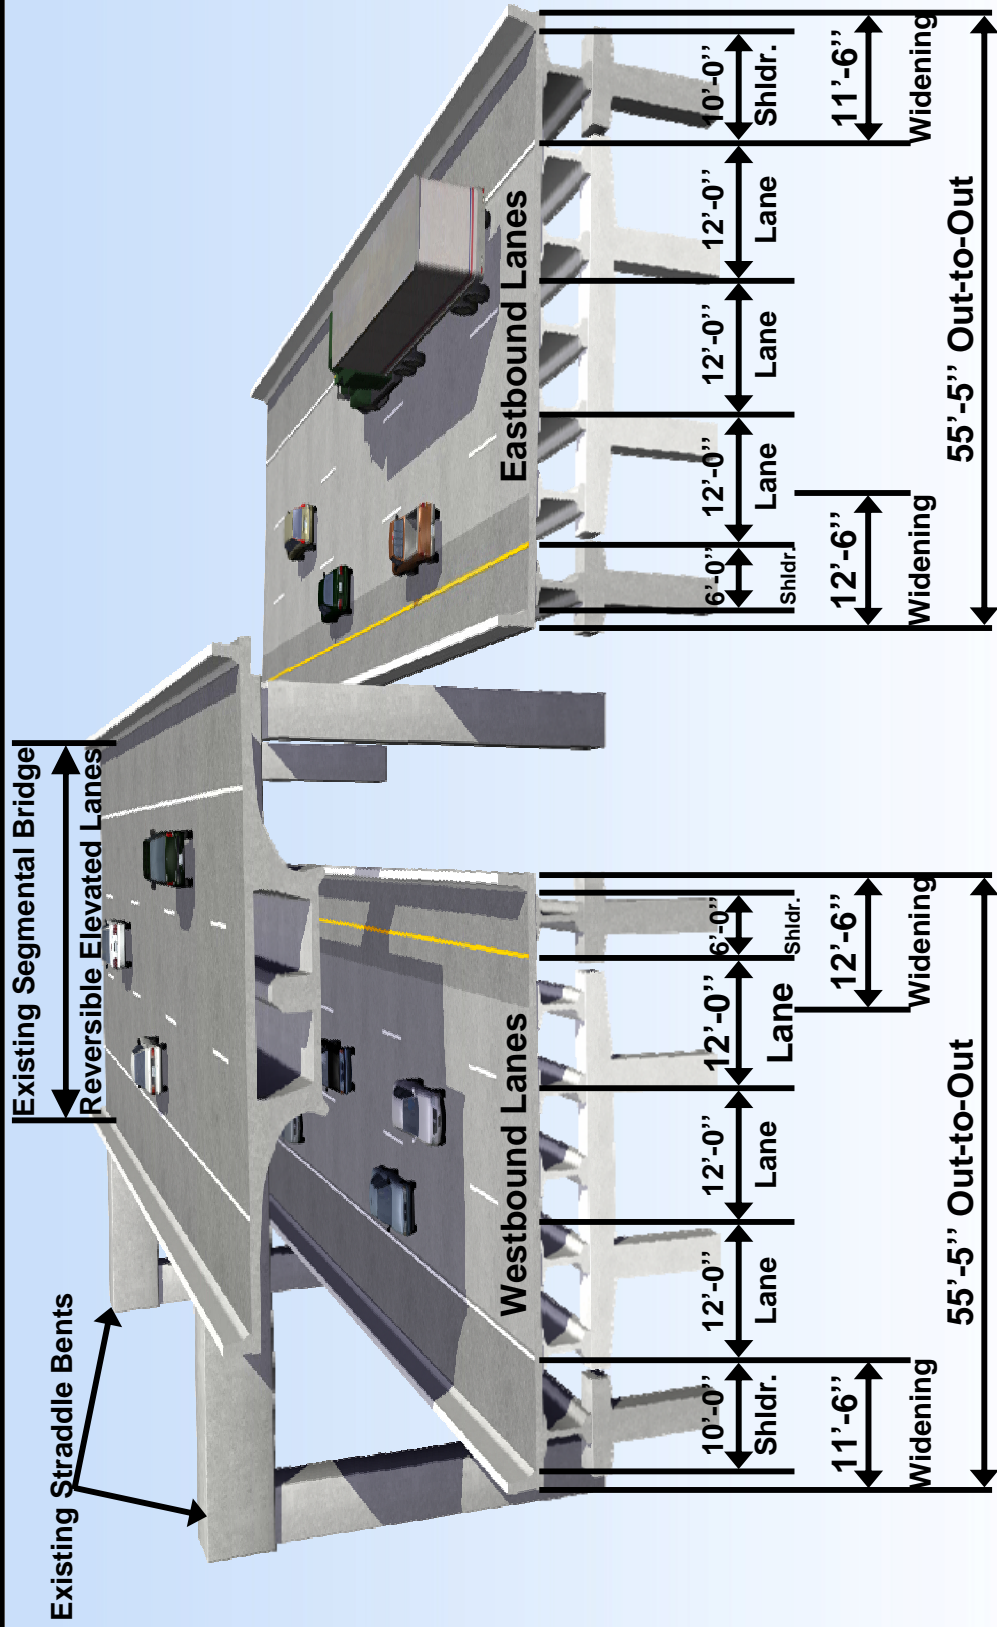 Existing Segmental Bridge
Reversible Elevated Lanes
Existing Straddle Bents
Westbound Lanes
Eastbound Lanes
10’-0” 12’-0” 12’-0” 12’-0” 6’-0” 6’-0” 12’-0” 12’-0” 12’-0” 10’-0”
Shldr. Lane Lane Lane Shldr. Shldr. Lane Lane Lane Shldr.
11’-6” 12’-6” 12’-6” 11’-6”
Widening Widening Widening Widening
55’-5” Out-to-Out 55’-5” Out-to-Out